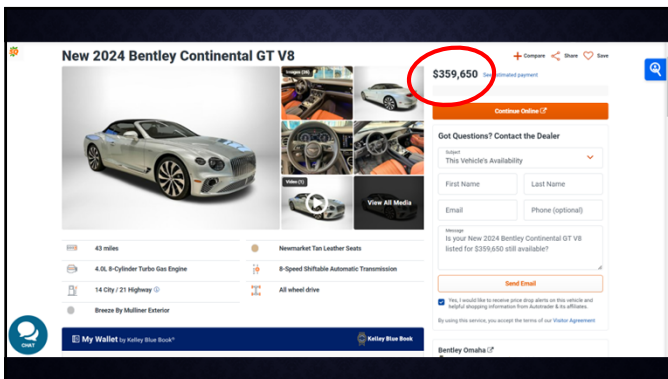 New 2024 Bentley Continental GT V8
Compare Share Save
$359,650 See estimated payment
Images (36)
Video (1)
View All Media
Continue Online
Got Questions? Contact the Dealer
Subject
This Vehicle's Availability
First Name Last Name
Email Phone (optional)
Message
Is your New 2024 Bentley Continental GT V8
listed for $359,650 still available?
Send Email
Yes, I would like to receive price drop alerts on this vehicle and
helpful shopping information from Autotrader & its affiliates.
By using this service, you accept the terms of our Visitor Agreement
Bentley Omaha
43 miles Newmarket Tan Leather Seats
4.0L 8-Cylinder Turbo Gas Engine 8-Speed Shiftable Automatic Transmission
14 City / 21 Highway All wheel drive
Breeze By Mulliner Exterior
My Wallet by Kelley Blue Book® Kelley Blue Book
CHAT